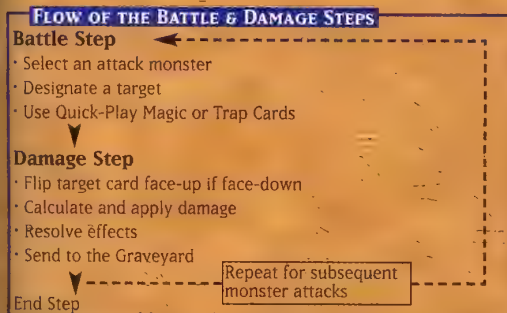 FLOW OF THE BATTLE & DAMAGE STEPS
Battle Step
· Select an attack monster
· Designate a target
· Use Quick-Play Magic or Trap Cards
Damage Step
· Flip target card face-up if face-down
· Calculate and apply damage
· Resolve effects
· Send to the Graveyard
Repeat for subsequent
monster attacks
End Step